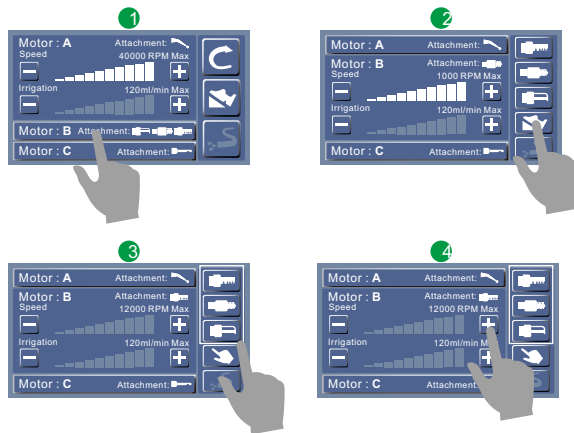 1
Motor : A Attachment:
Speed 40000 RPM Max
Irrigation 120ml/min Max
Motor : B Attachment:
Motor : C Attachment:
2
Motor : A Attachment:
Motor : B Attachment:
Speed 1000 RPM Max
Irrigation 120ml/min Max
Motor : C Attachment:
3
Motor : A Attachment:
Motor : B Attachment:
Speed 12000 RPM Max
Irrigation 120ml/min Max
Motor : C Attachment:
4
Motor : A Attachment:
Motor : B Attachment:
Speed 12000 RPM Max
Irrigation 120ml/min Max
Motor : C Attachment: